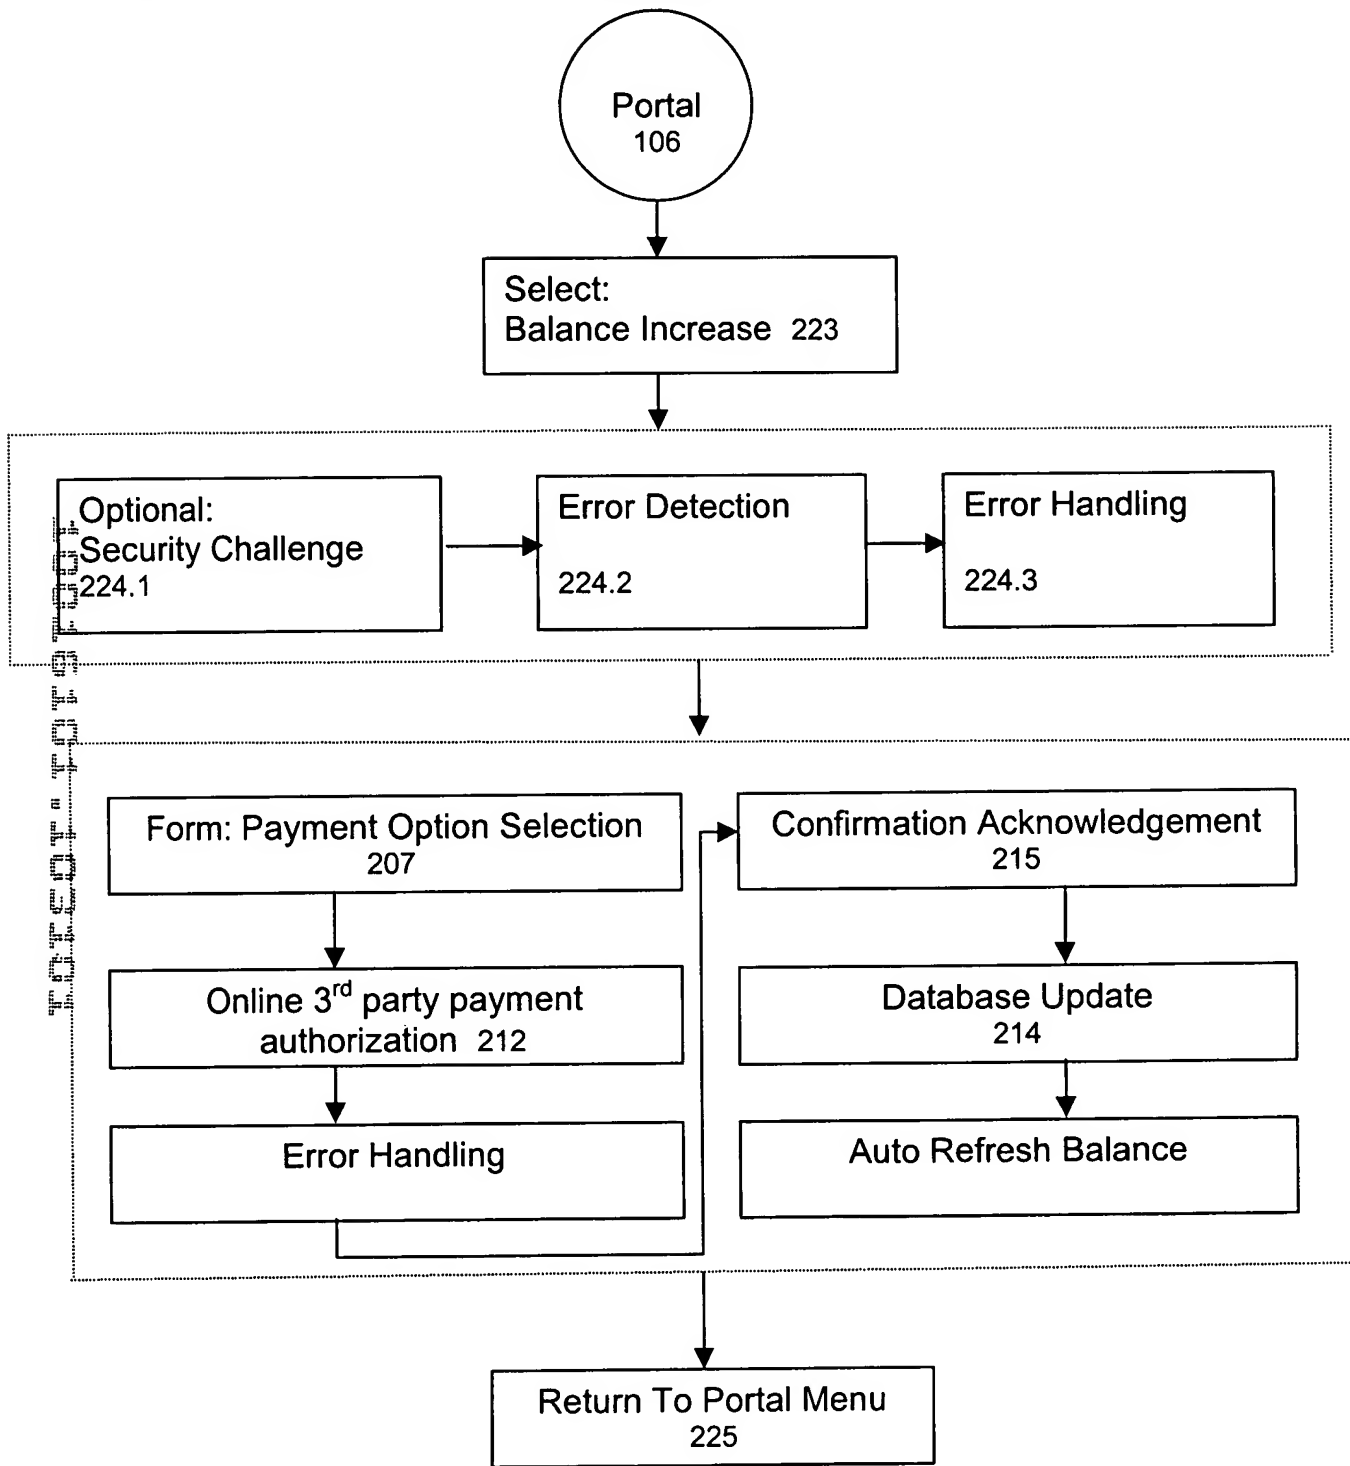 Portal
106
Select:
Balance Increase 223
Optional:
Security Challenge
224.1
Error Detection
224.2
Error Handling
224.3
Form: Payment Option Selection
207
Online 3rd party payment
authorization 212
Error Handling
Confirmation Acknowledgement
215
Database Update
214
Auto Refresh Balance
Return To Portal Menu
225